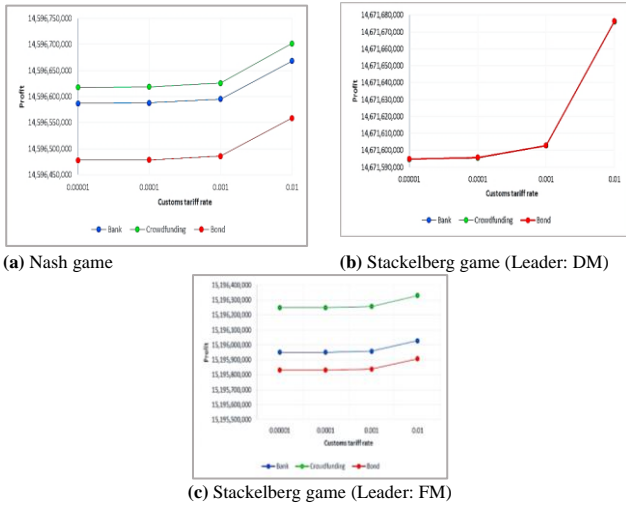 14,596,750,000
14,596,700,000
14,596,650,000
14,596,600,000
14,596,550,000
14,596,500,000
14,596,450,000
Profit
0.00001 0.0001 0.001 0.01
Customs tariff rate
Bank Crowdfunding Bond
(a) Nash game
14,671,680,000
14,671,670,000
14,671,660,000
14,671,650,000
14,671,640,000
14,671,630,000
14,671,620,000
14,671,610,000
14,671,600,000
14,671,590,000
Profit
0.00001 0.0001 0.001 0.01
Customs tariff rate
Bank Crowdfunding Bond
(b) Stackelberg game (Leader: DM)
15,196,400,000
15,196,300,000
15,196,200,000
15,196,100,000
15,196,000,000
15,195,900,000
15,195,800,000
15,195,700,000
15,195,600,000
15,195,500,000
Profit
0.00001 0.0001 0.001 0.01
Customs tariff rate
Bank Crowdfunding Bond
(c) Stackelberg game (Leader: FM)